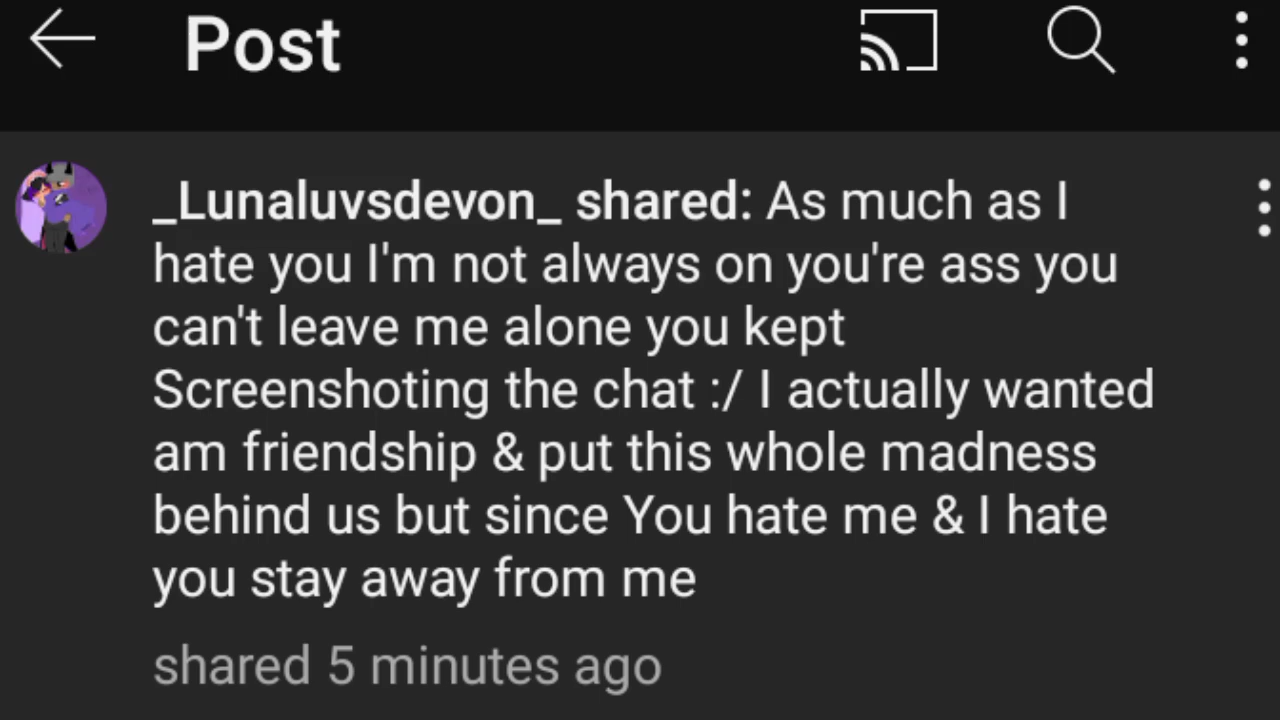 Post
_Lunaluvsdevon_ shared: As much as I
hate you I'm not always on you're ass you
can't leave me alone you kept
Screenshoting the chat :/ I actually wanted
am friendship & put this whole madness
behind us but since You hate me & I hate
you stay away from me
shared 5 minutes ago